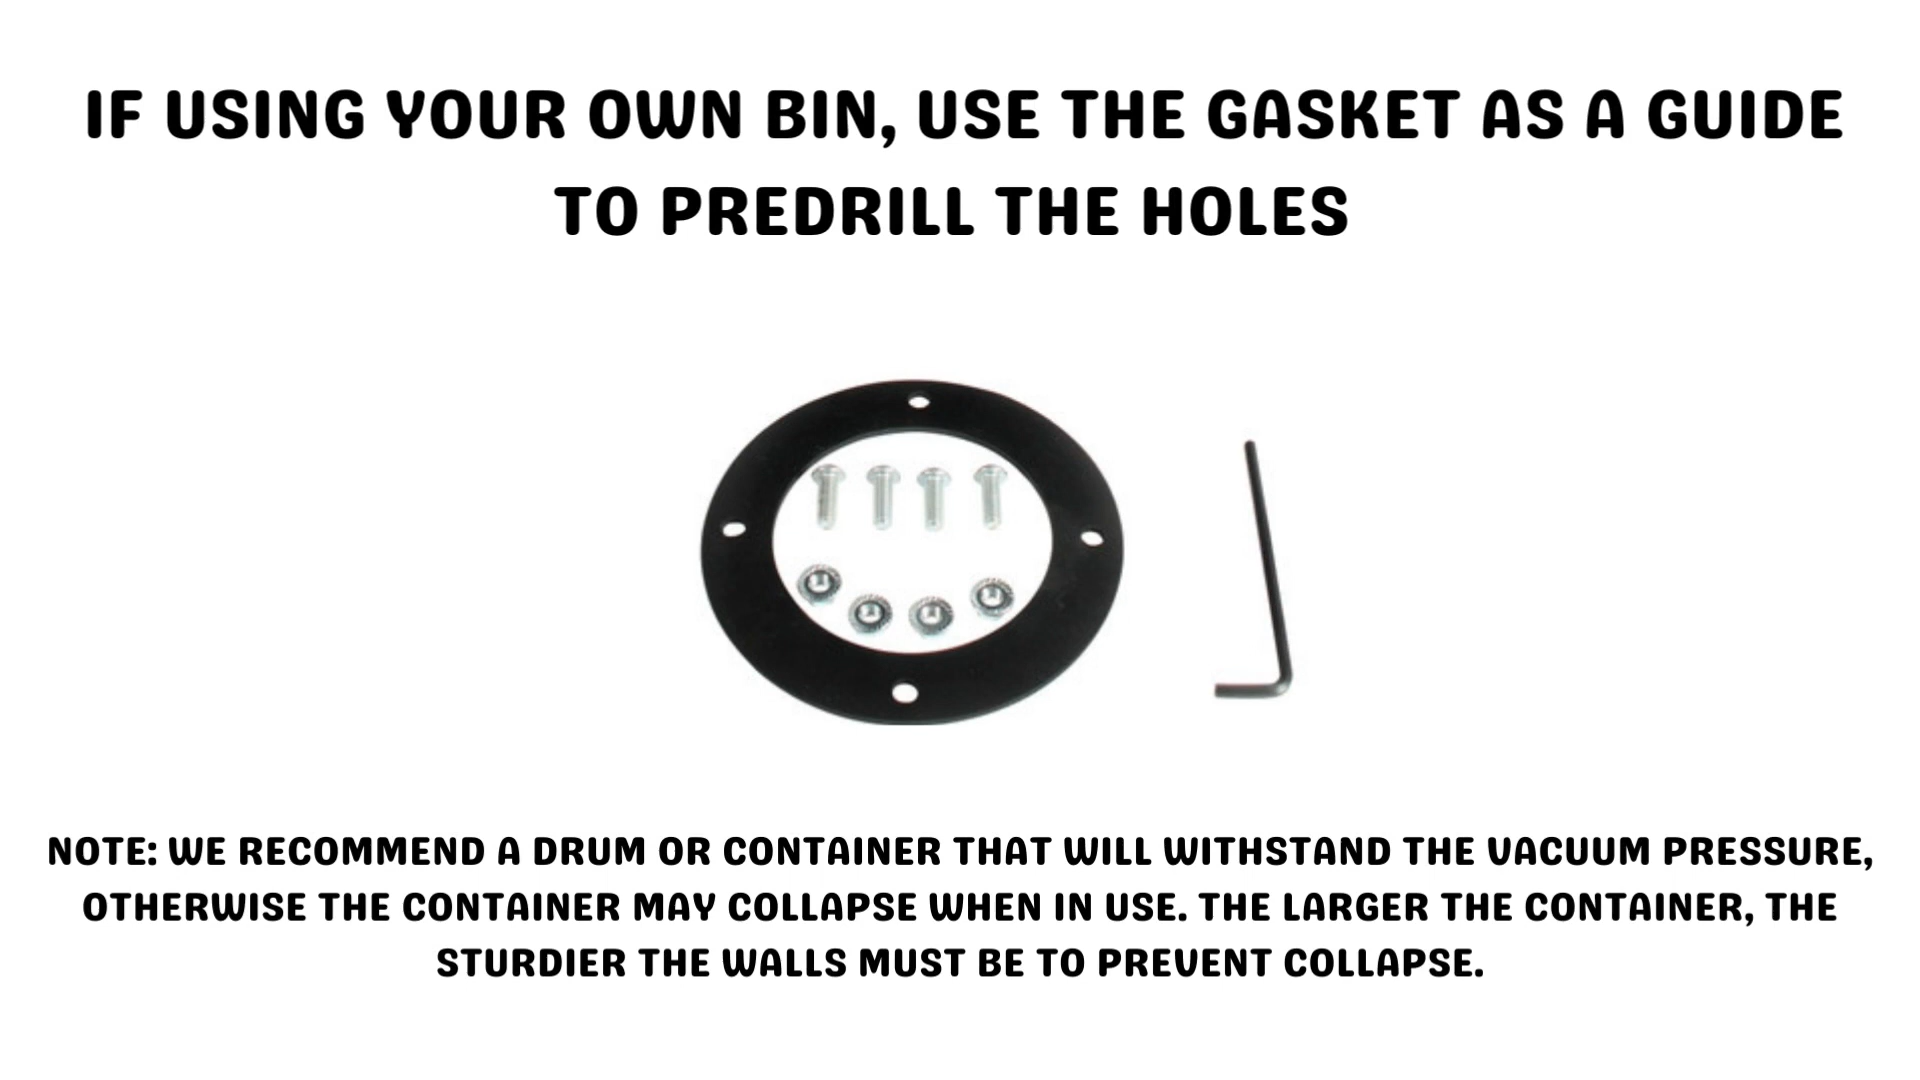 IF USING YOUR OWN BIN, USE THE GASKET AS A GUIDE
TO PREDRILL THE HOLES
NOTE: WE RECOMMEND A DRUM OR CONTAINER THAT WILL WITHSTAND THE VACUUM PRESSURE,
OTHERWISE THE CONTAINER MAY COLLAPSE WHEN IN USE. THE LARGER THE CONTAINER, THE
STURDIER THE WALLS MUST BE TO PREVENT COLLAPSE.